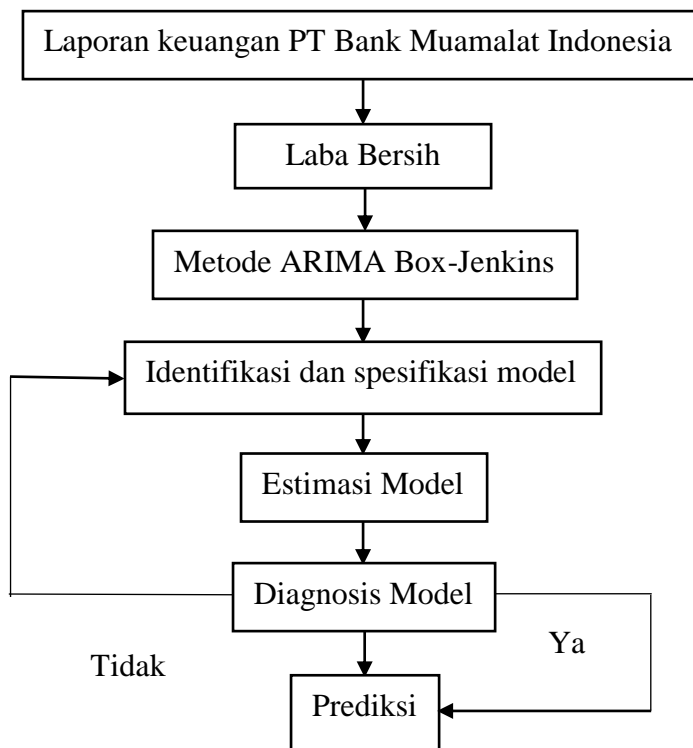 Laporan keuangan PT Bank Muamalat Indonesia
Laba Bersih
Metode ARIMA Box-Jenkins
Identifikasi dan spesifikasi model
Estimasi Model
Diagnosis Model
Ya
Tidak
Prediksi